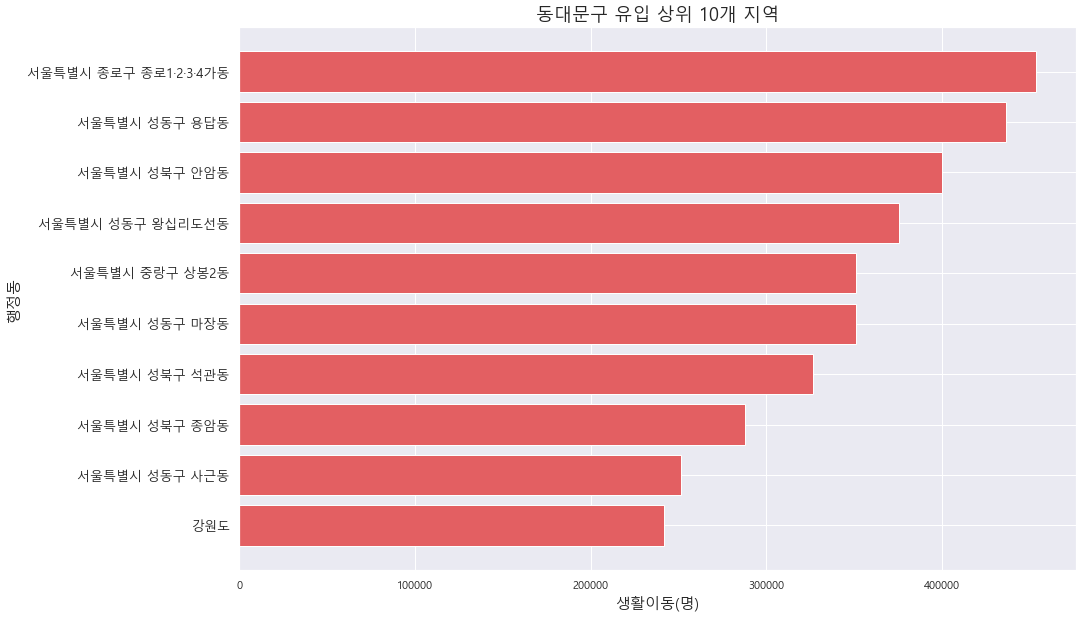 동대문구 유입 상위 10개 지역
행정동
서울특별시 종로구 종로1·2·3·4가동
서울특별시 성동구 용답동
서울특별시 성북구 안암동
서울특별시 성동구 왕십리도선동
서울특별시 중랑구 상봉2동
서울특별시 성동구 마장동
서울특별시 성북구 석관동
서울특별시 성북구 종암동
서울특별시 성동구 사근동
강원도
0 100000 200000 300000 400000
생활이동(명)